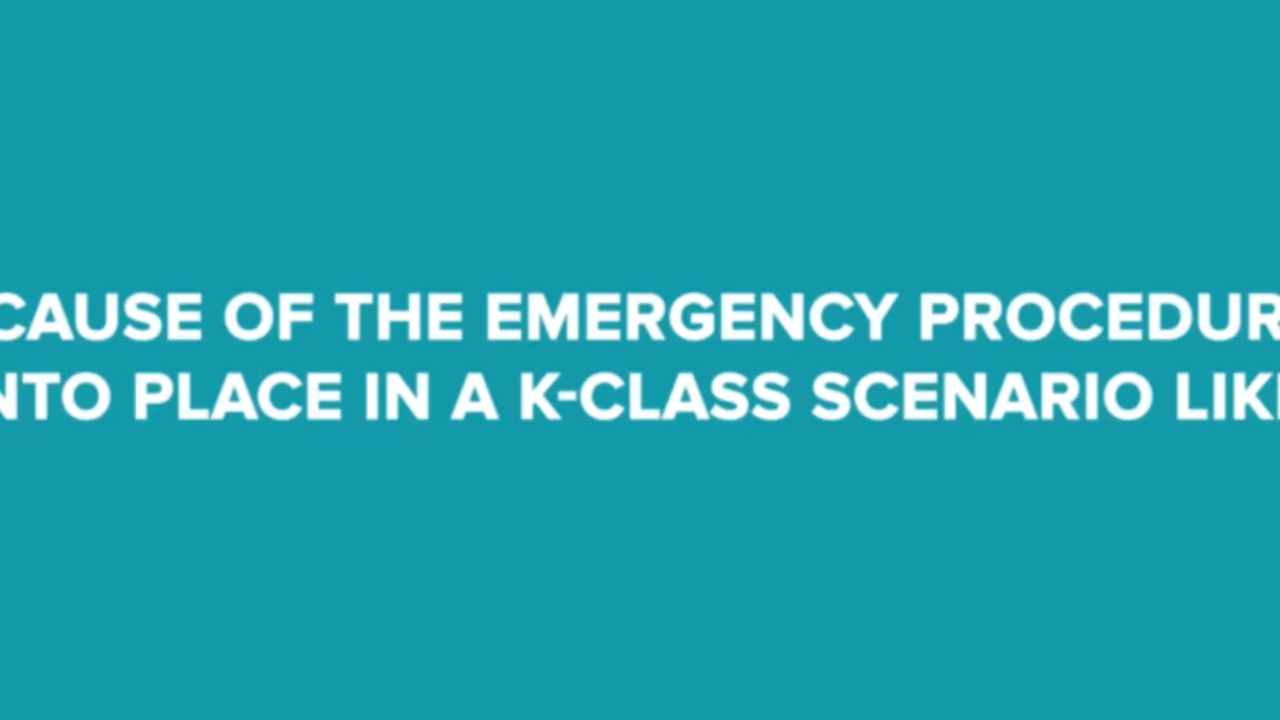 CAUSE OF THE EMERGENCY PROCEDUR
NTO PLACE IN A K-CLASS SCENARIO LIK